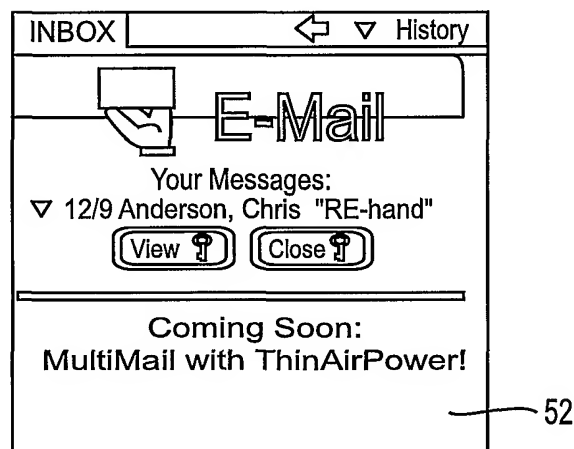 INBOX History
E-Mail
Your Messages:
12/9 Anderson, Chris "RE-hand"
View Close
Coming Soon:
MultiMail with ThinAirPower!
52